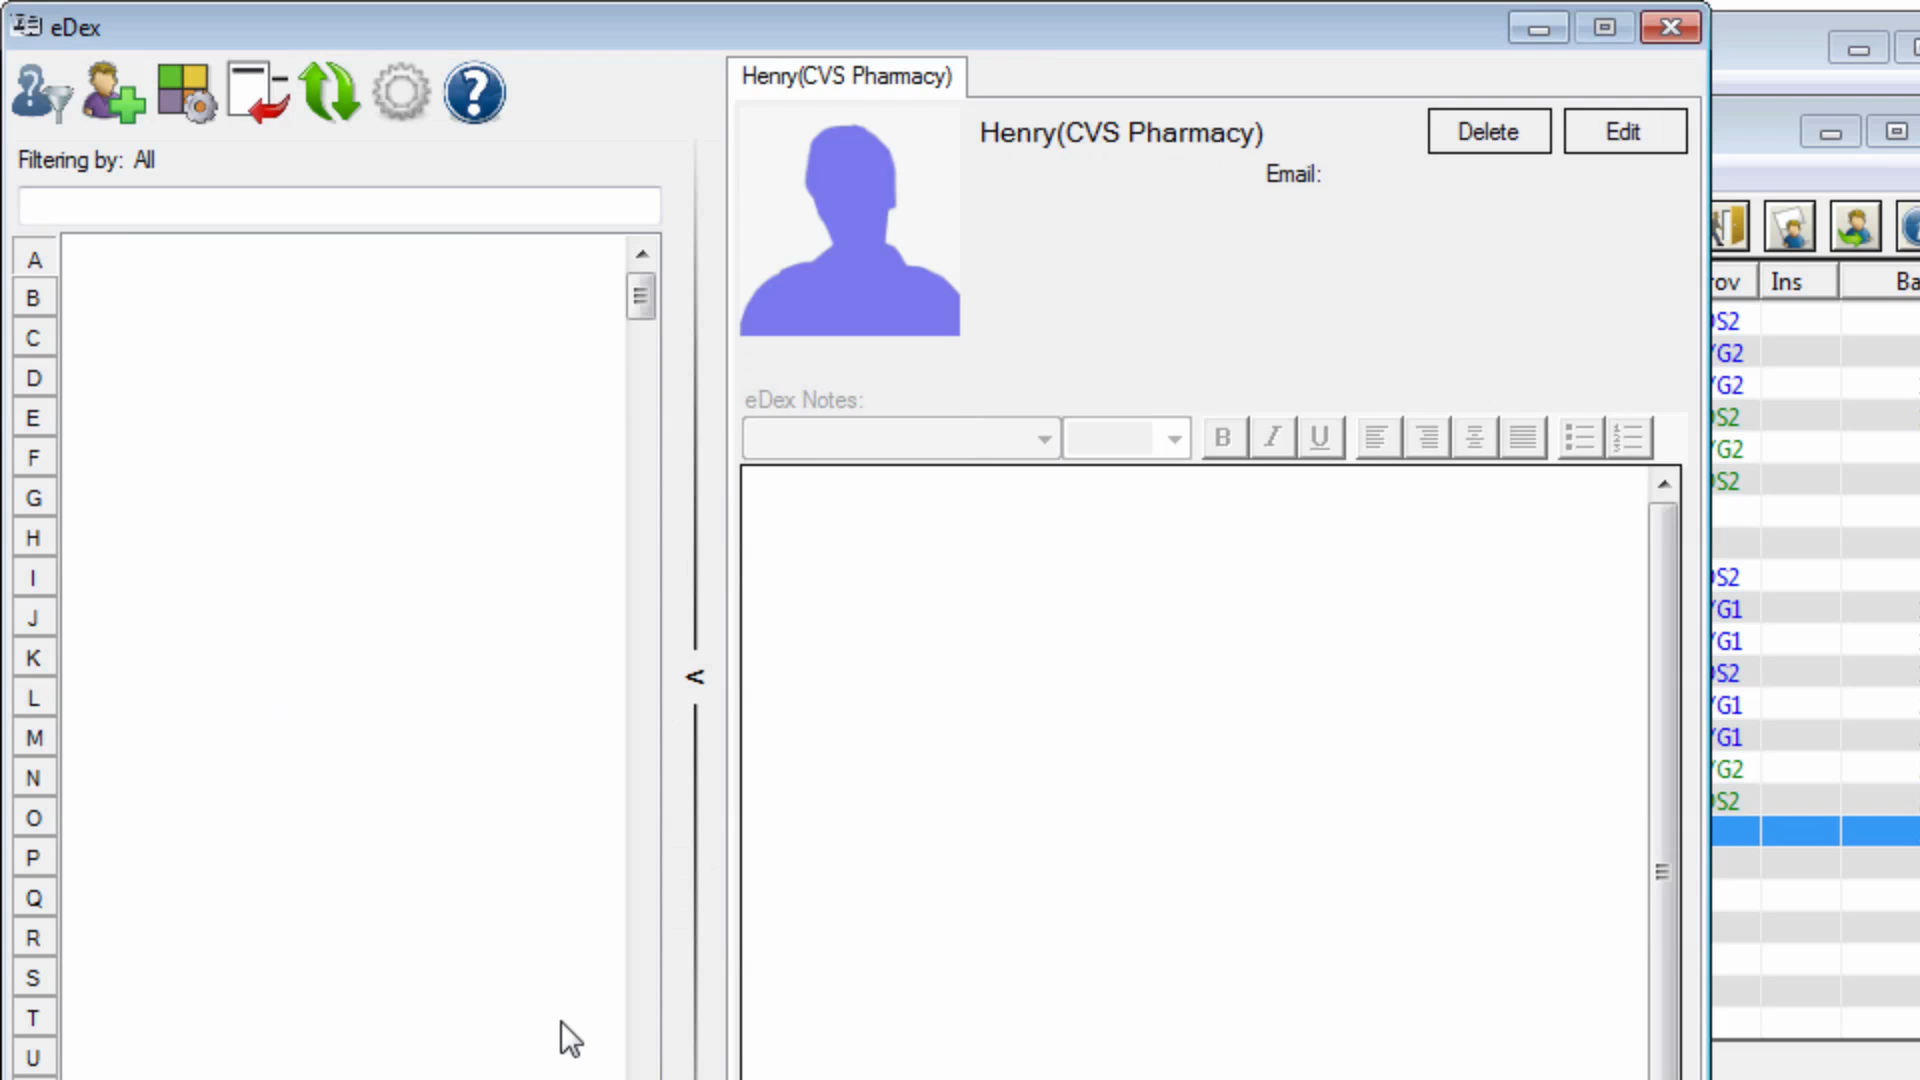 eDex
Filtering by: All
A
B
C
D
E
F
G
H
I
J
K
L
M
N
O
P
Q
R
S
T
U
<
Henry(CVS Pharmacy)
Henry(CVS Pharmacy)
Delete
Edit
Email:
eDex Notes:
B I U
Ins
S2
G2
G2
S2
G2
S2
S2
G1
G1
S2
G1
G1
G2
S2